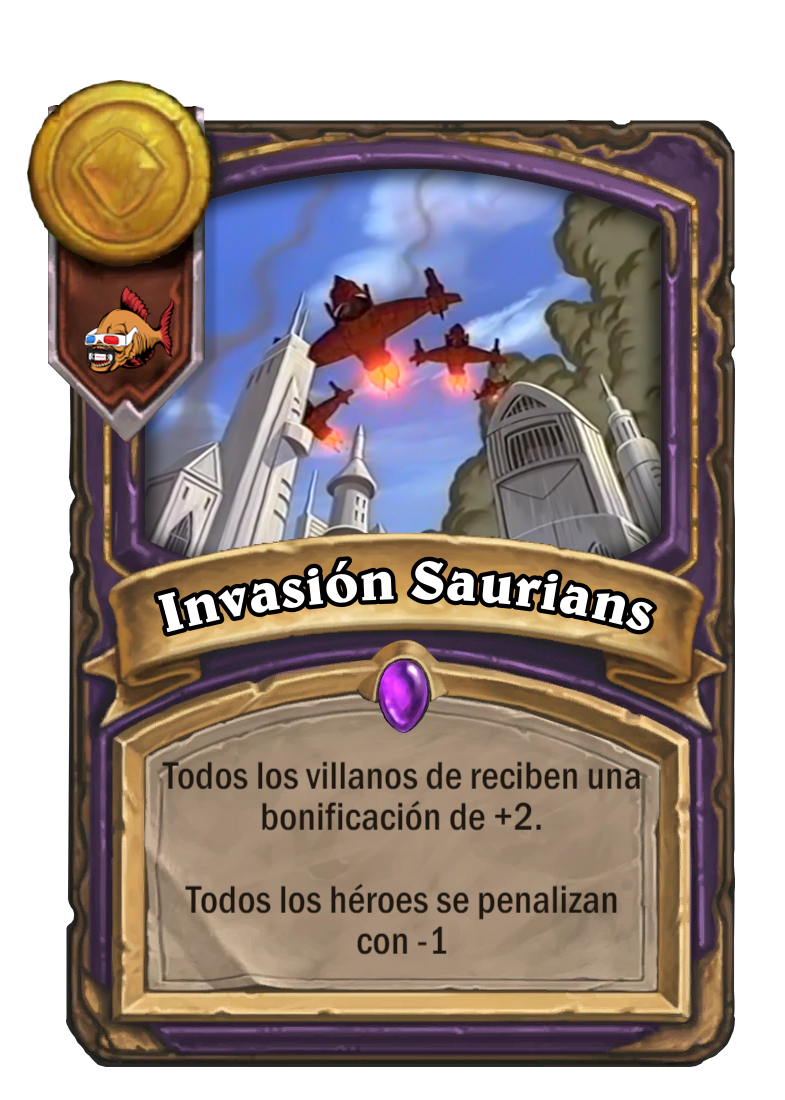 Invasión Saurians
Todos los villanos de reciben una
bonificación de +2.
Todos los héroes se penalizan
con -1